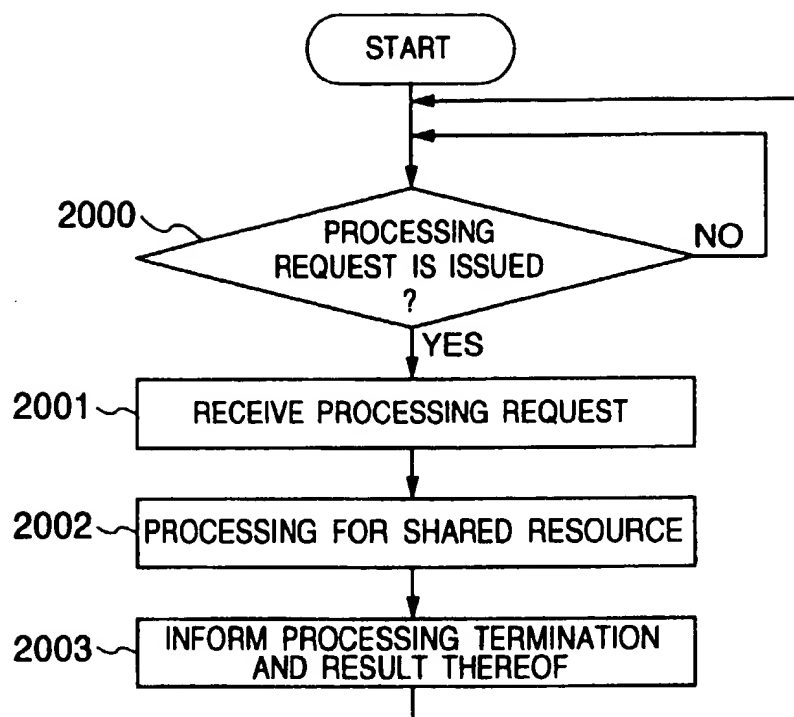 START
2000
PROCESSING
REQUEST IS ISSUED
?
NO
YES
2001
RECEIVE PROCESSING REQUEST
2002
PROCESSING FOR SHARED RESOURCE
2003
INFORM PROCESSING TERMINATION
AND RESULT THEREOF